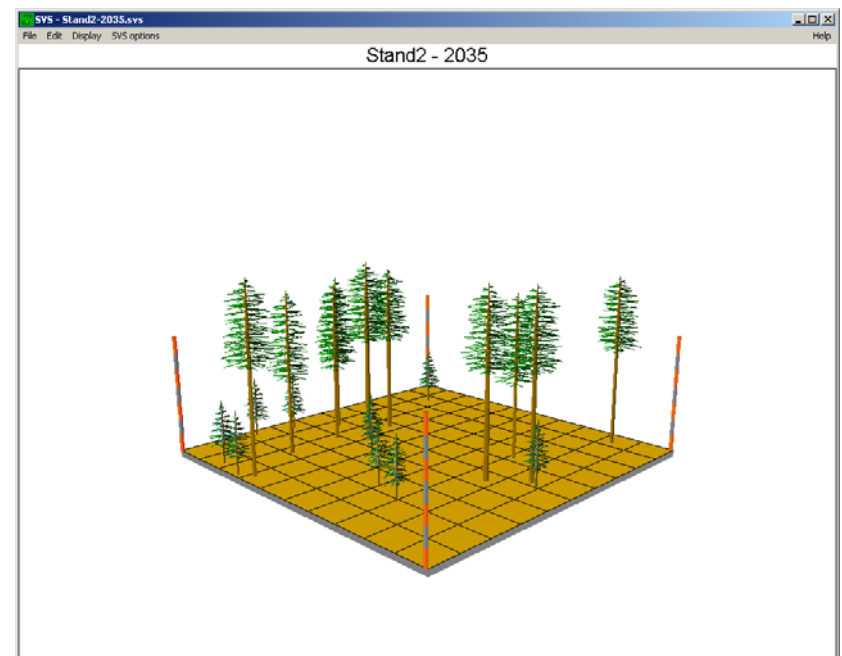 SVS - Stand2-2035.svs
File Edit Display SVS options Help
Stand2 - 2035